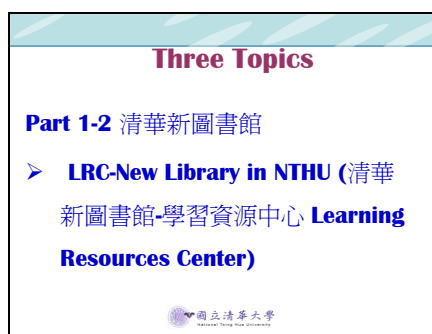 Three Topics
Part 1-2 清華新圖書館
➢ LRC-New Library in NTHU (清華
新圖書館-學習資源中心 Learning
Resources Center)
國立清華大學
National Tsing Hua University